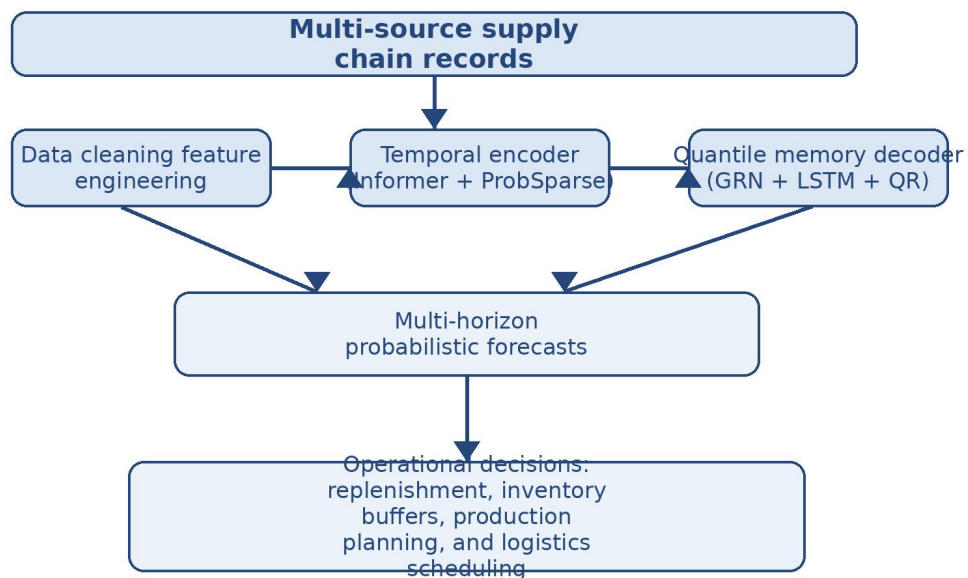 Multi-source supply
chain records
Data cleaning feature
engineering
Temporal encoder
(Informer + ProbSparse)
Quantile memory decoder
(GRN + LSTM + QR)
Multi-horizon
probabilistic forecasts
Operational decisions:
replenishment, inventory
buffers, production
planning, and logistics
scheduling